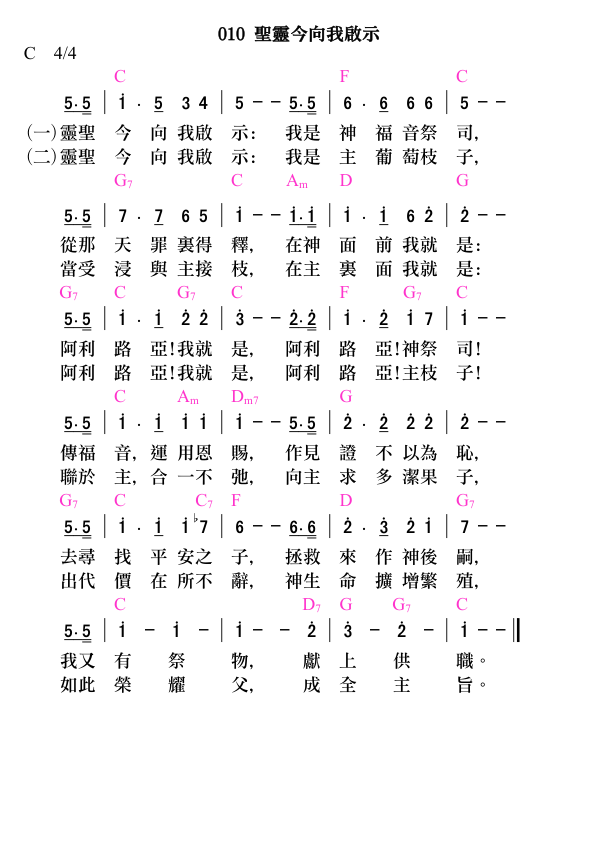 010 聖靈今向我啟示
C 4/4
C F C
5·5 | i · 5 3 4 | 5 – – 5·5 | 6 · 6 6 6 | 5 – –
(一)靈聖 今 向 我啟 示: 我是 神 福 音祭 司,
(二)靈聖 今 向 我啟 示: 我是 主 葡 萄枝 子,
G7 C Am D G
5·5 | 7 · 7 6 5 | i – – i·i | i · i 6 2̇ | 2̇ – –
從那 天 罪 裏得 釋, 在神 面 前 我就 是:
當受 浸 與 主接 枝, 在主 裏 面 我就 是:
G7 C G7 C F G7 C
5·5 | i · i 2̇ 2̇ | 3̇ – – 2̇·2̇ | i · 2̇ i 7 | i – –
阿利 路 亞!我就 是, 阿利 路 亞!神祭 司!
阿利 路 亞!我就 是, 阿利 路 亞!主枝 子!
C Am Dm7 G
5·5 | i · i i i | i – – 5·5 | 2̇ · 2̇ 2̇ 2̇ | 2̇ – –
傳福 音, 運 用恩 賜, 作見 證 不 以為 恥,
聯於 主, 合 一不 弛, 向主 求 多 潔果 子,
G7 C C7 F D G7
5·5 | i · i i ♭7 | 6 – – 6·6 | 2̇ · 3̇ 2̇ i | 7 – –
去尋 找 平 安之 子, 拯救 來 作 神後 嗣,
出代 價 在 所不 辭, 神生 命 擴 增繁 殖,
C D7 G G7 C
5·5 | i – i – | i – 2̇ | 3̇ – 2̇ – | i – – ‖
我又 有 祭 物, 獻 上 供 職。
如此 榮 耀 父, 成 全 主 旨。